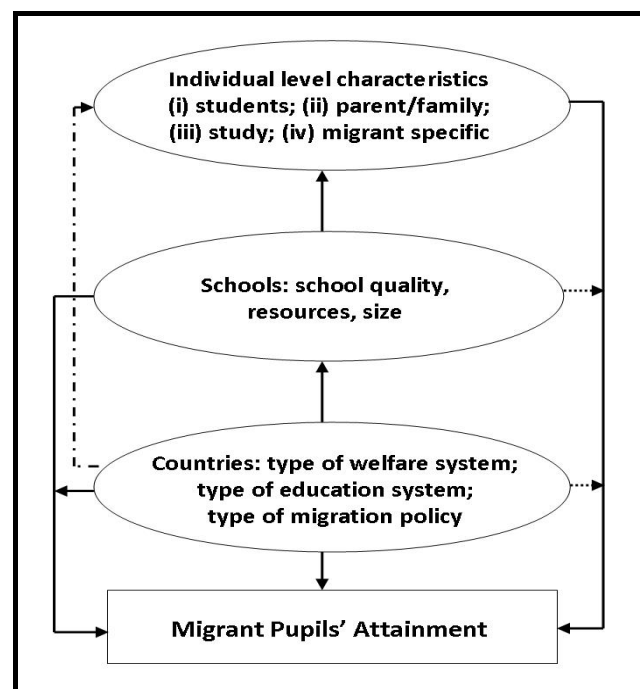 Individual level characteristics
(i) students; (ii) parent/family;
(iii) study; (iv) migrant specific
Schools: school quality,
resources, size
Countries: type of welfare system;
type of education system;
type of migration policy
Migrant Pupils' Attainment